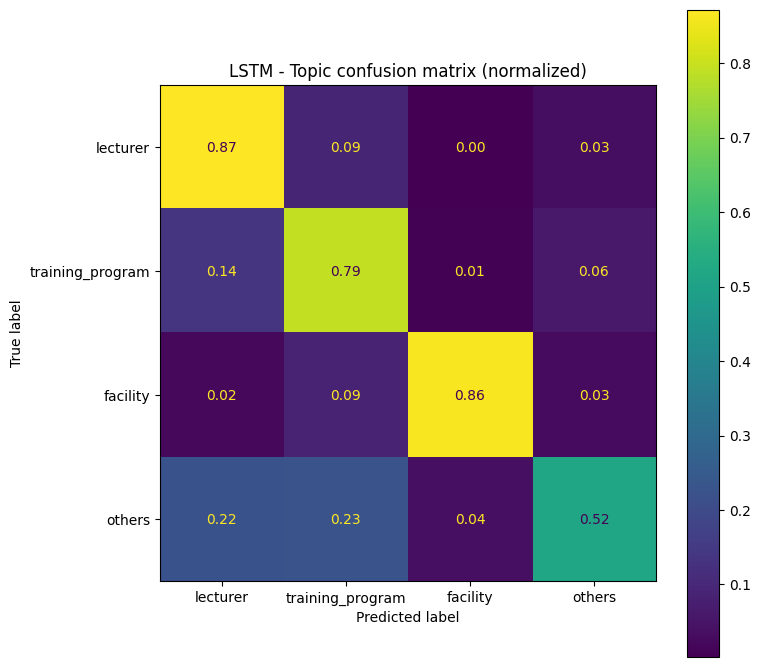 LSTM - Topic confusion matrix (normalized)
True label
lecturer
0.87 0.09 0.00 0.03
training_program
0.14 0.79 0.01 0.06
facility
0.02 0.09 0.86 0.03
others
0.22 0.23 0.04 0.52
lecturer training_program facility others
Predicted label
0.8
0.7
0.6
0.5
0.4
0.3
0.2
0.1